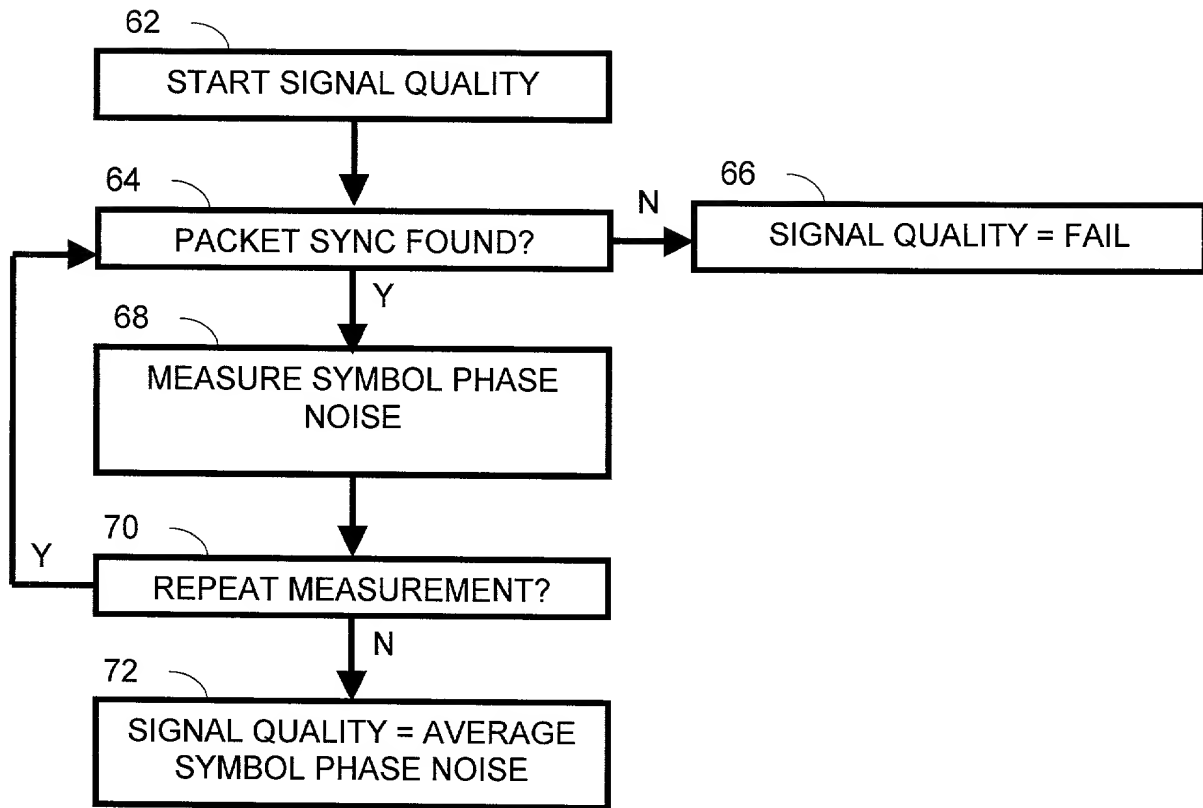 62
START SIGNAL QUALITY
64
PACKET SYNC FOUND?
N
66
SIGNAL QUALITY = FAIL
Y
68
MEASURE SYMBOL PHASE
NOISE
70
Y
REPEAT MEASUREMENT?
N
72
SIGNAL QUALITY = AVERAGE
SYMBOL PHASE NOISE